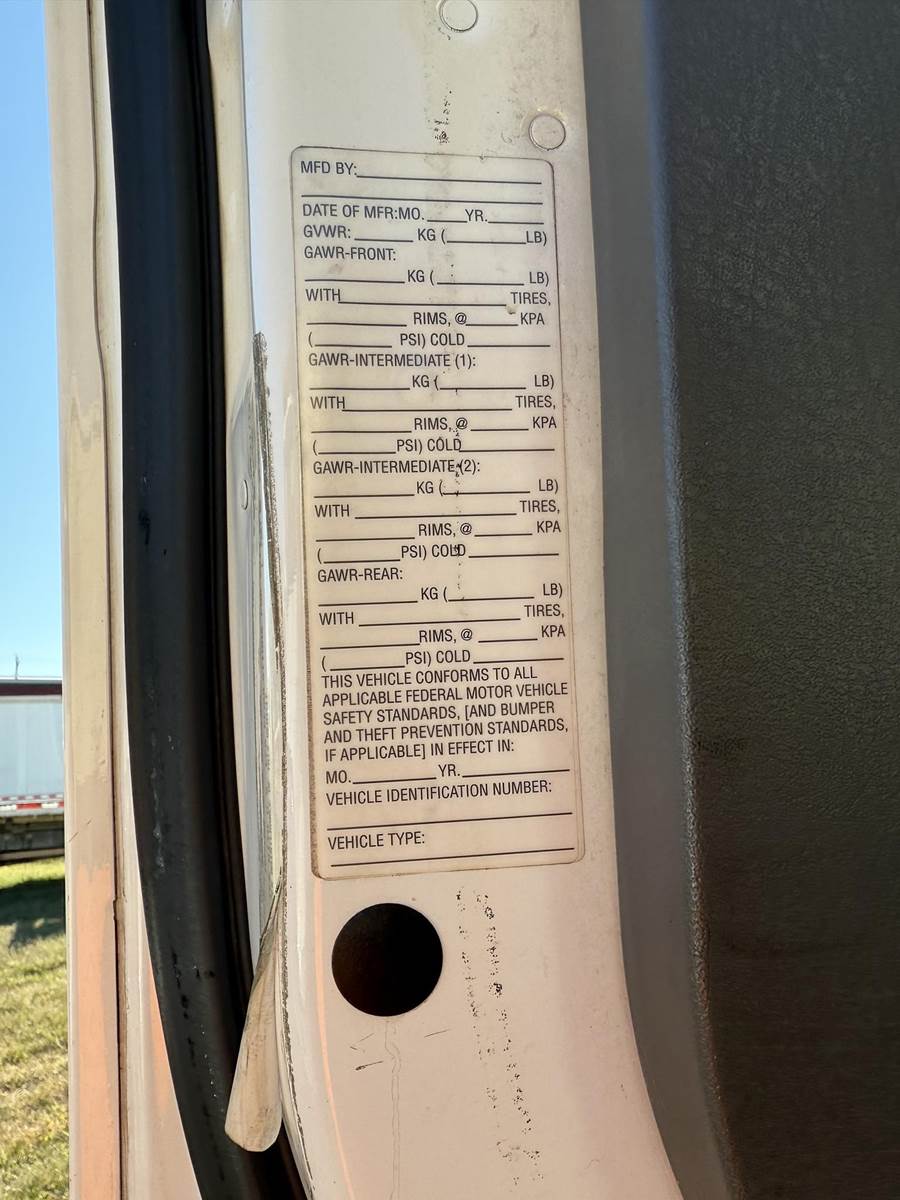 MFD BY:
DATE OF MFR:MO. YR.
GVWR: KG ( LB)
GAWR-FRONT:
KG ( LB)
WITH TIRES,
RIMS, @ KPA
( PSI) COLD
GAWR-INTERMEDIATE (1):
KG ( LB)
WITH TIRES,
RIMS, @ KPA
( PSI) COLD
GAWR-INTERMEDIATE (2):
KG ( LB)
WITH TIRES,
RIMS, @ KPA
( PSI) COLD
GAWR-REAR:
KG ( LB)
WITH TIRES,
RIMS, @ KPA
( PSI) COLD
THIS VEHICLE CONFORMS TO ALL
APPLICABLE FEDERAL MOTOR VEHICLE
SAFETY STANDARDS, [AND BUMPER
AND THEFT PREVENTION STANDARDS,
IF APPLICABLE] IN EFFECT IN:
MO. YR.
VEHICLE IDENTIFICATION NUMBER:
VEHICLE TYPE: